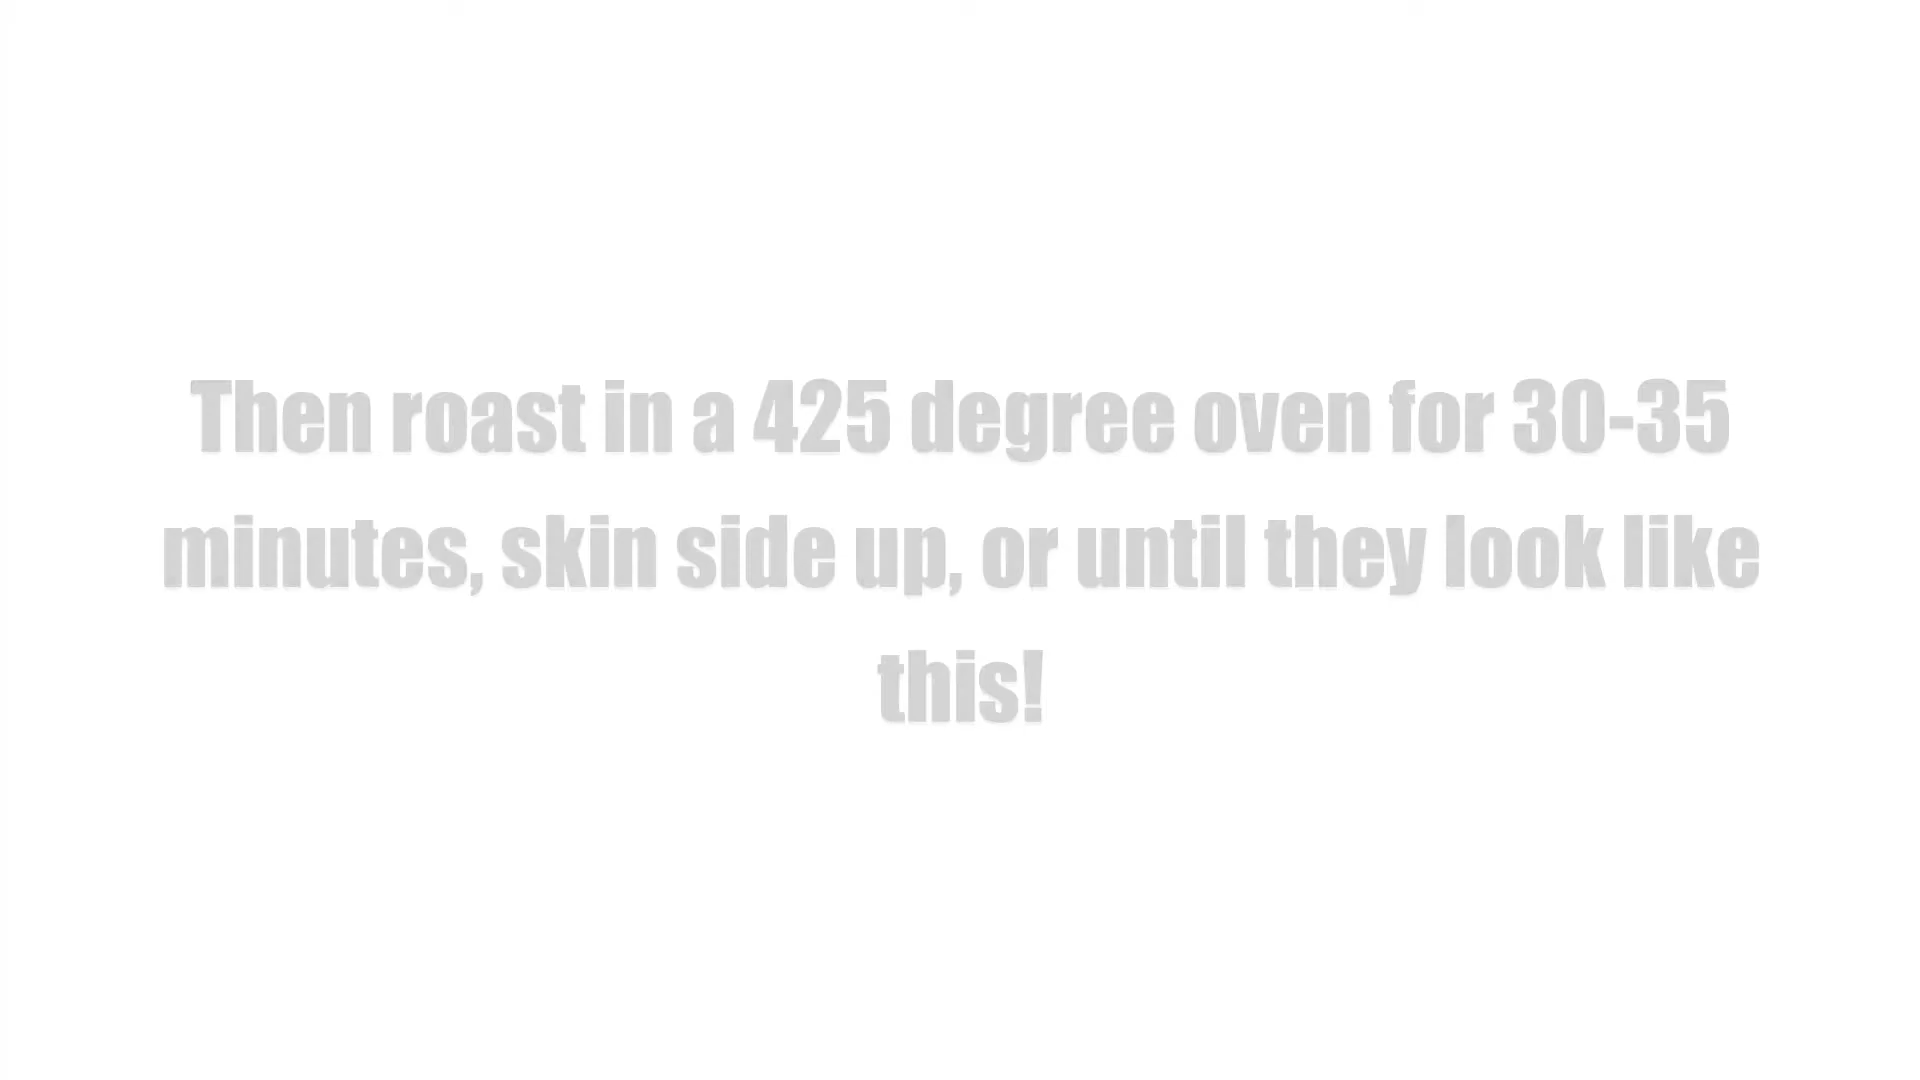 Then roast in a 425 degree oven for 30-35
minutes, skin side up, or until they look like
this!